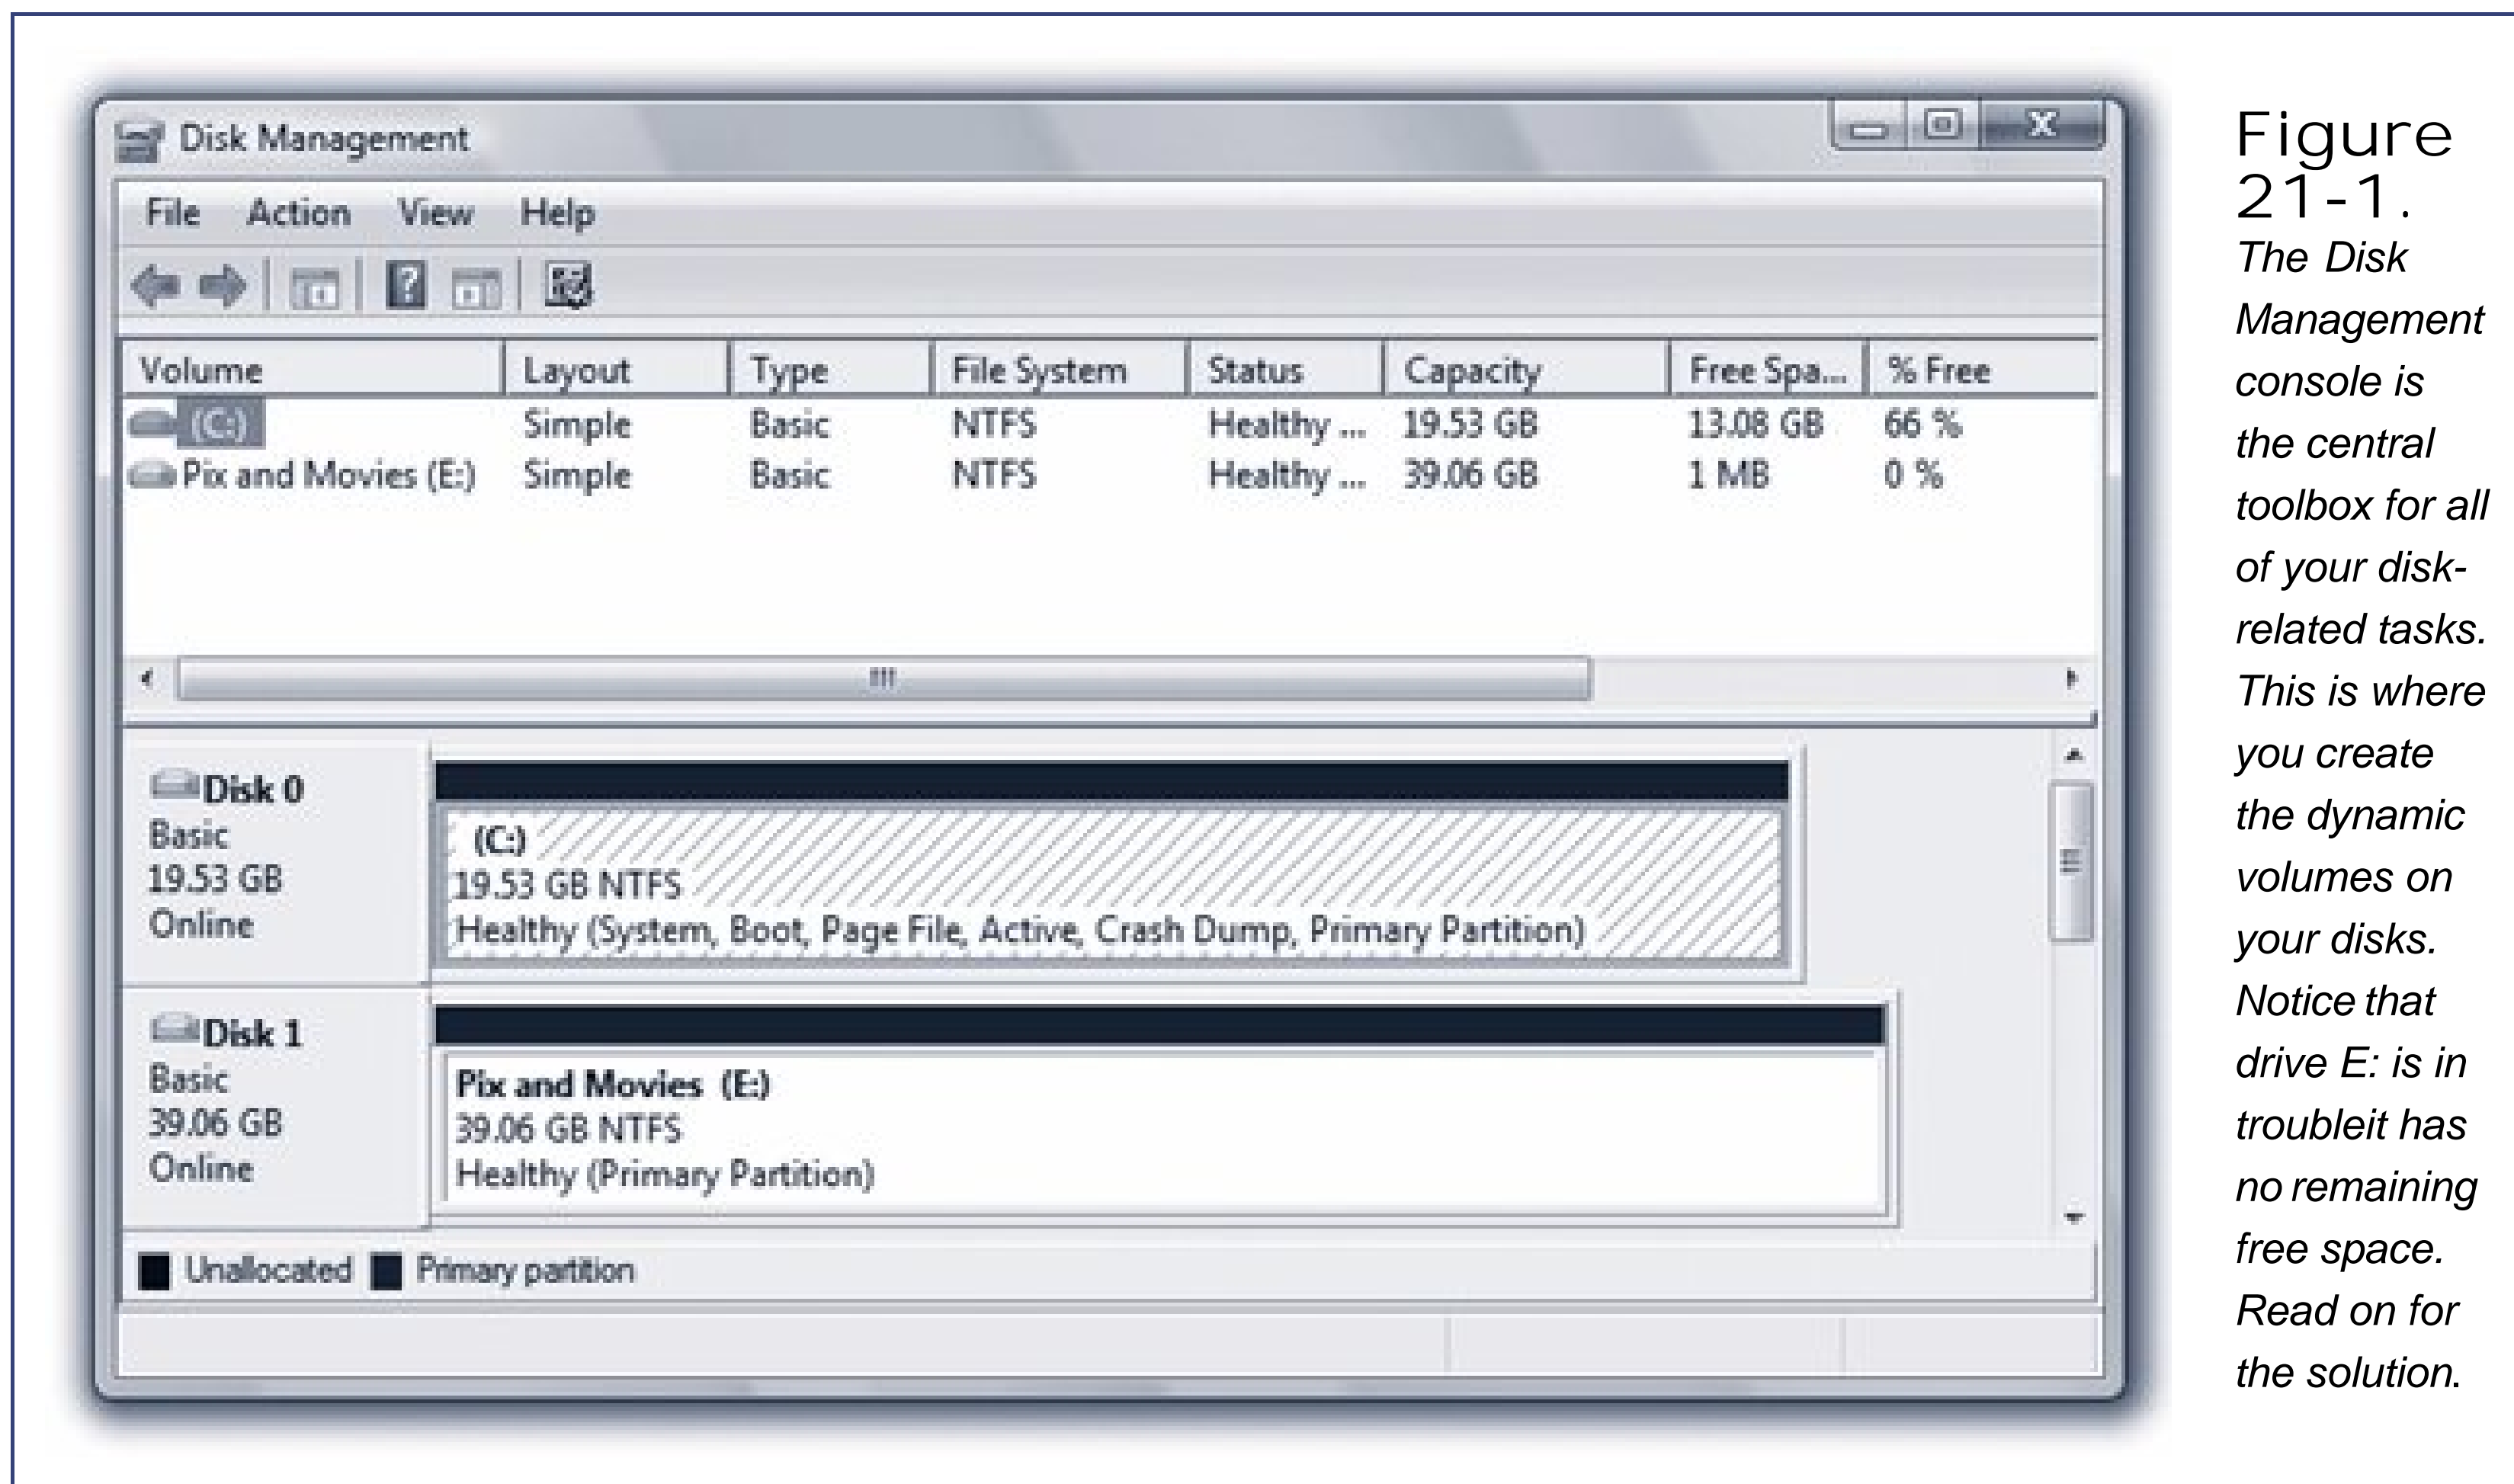 Disk Management
File Action View Help
Volume Layout Type File System Status Capacity Free Spa... % Free
(C:) Simple Basic NTFS Healthy ... 19.53 GB 13.08 GB 66 %
Pix and Movies (E:) Simple Basic NTFS Healthy ... 39.06 GB 1 MB 0 %
Disk 0
Basic
19.53 GB
Online
(C:)
19.53 GB NTFS
Healthy (System, Boot, Page File, Active, Crash Dump, Primary Partition)
Disk 1
Basic
39.06 GB
Online
Pix and Movies (E:)
39.06 GB NTFS
Healthy (Primary Partition)
Unallocated Primary partition
Figure
21-1.
The Disk
Management
console is
the central
toolbox for all
of your disk-
related tasks.
This is where
you create
the dynamic
volumes on
your disks.
Notice that
drive E: is in
troubleit has
no remaining
free space.
Read on for
the solution.